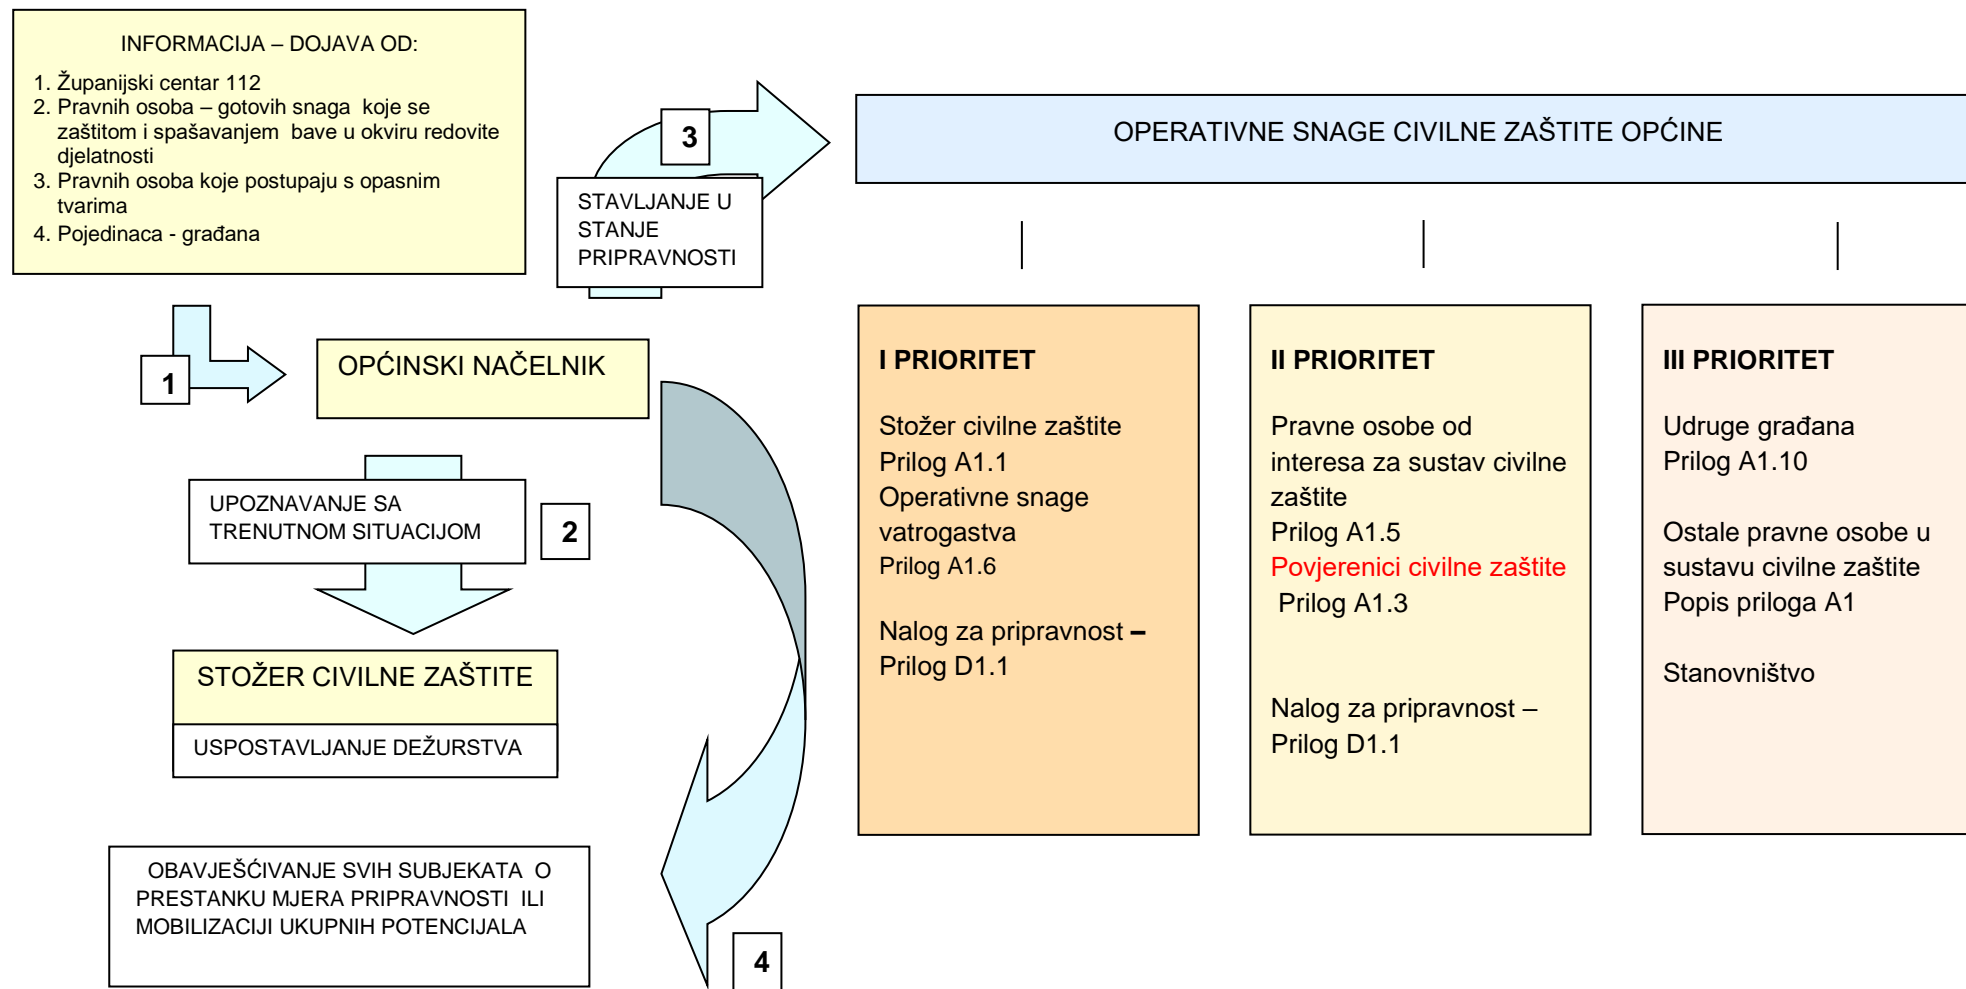 INFORMACIJA – DOJAVA OD:
1. Županijski centar 112
2. Pravnih osoba – gotovih snaga koje se
zaštitom i spašavanjem bave u okviru redovite
djelatnosti
3. Pravnih osoba koje postupaju s opasnim
tvarima
4. Pojedinaca - građana
1
OPĆINSKI NAČELNIK
UPOZNAVANJE SA
TRENUTNOM SITUACIJOM
2
STOŽER CIVILNE ZAŠTITE
USPOSTAVLJANJE DEŽURSTVA
3
STAVLJANJE U
STANJE
PRIPRAVNOSTI
OBAVJEŠĆIVANJE SVIH SUBJEKATA O
PRESTANKU MJERA PRIPRAVNOSTI ILI
MOBILIZACIJI UKUPNIH POTENCIJALA
4
OPERATIVNE SNAGE CIVILNE ZAŠTITE OPĆINE
I PRIORITET
Stožer civilne zaštite
Prilog A1.1
Operativne snage
vatrogastva
Prilog A1.6
Nalog za pripravnost –
Prilog D1.1
II PRIORITET
Pravne osobe od
interesa za sustav civilne
zaštite
Prilog A1.5
Povjerenici civilne zaštite
Prilog A1.3
Nalog za pripravnost –
Prilog D1.1
III PRIORITET
Udruge građana
Prilog A1.10
Ostale pravne osobe u
sustavu civilne zaštite
Popis priloga A1
Stanovništvo